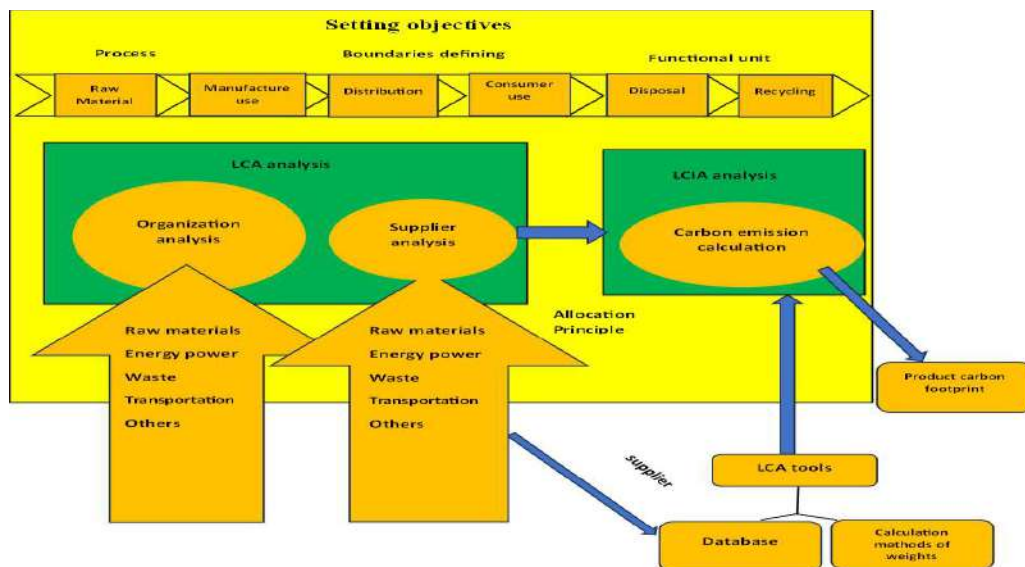 Setting objectives
Process
Boundaries defining
Functional unit
Raw
Material
Manufacture
use
Distribution
Consumer
use
Disposal
Recycling
LCA analysis
LCIA analysis
Organization
analysis
Supplier
analysis
Carbon emission
calculation
Allocation
Principle
Raw materials
Energy power
Waste
Transportation
Others
Raw materials
Energy power
Waste
Transportation
Others
Product carbon
footprint
supplier
LCA tools
Database
Calculation
methods of
weights